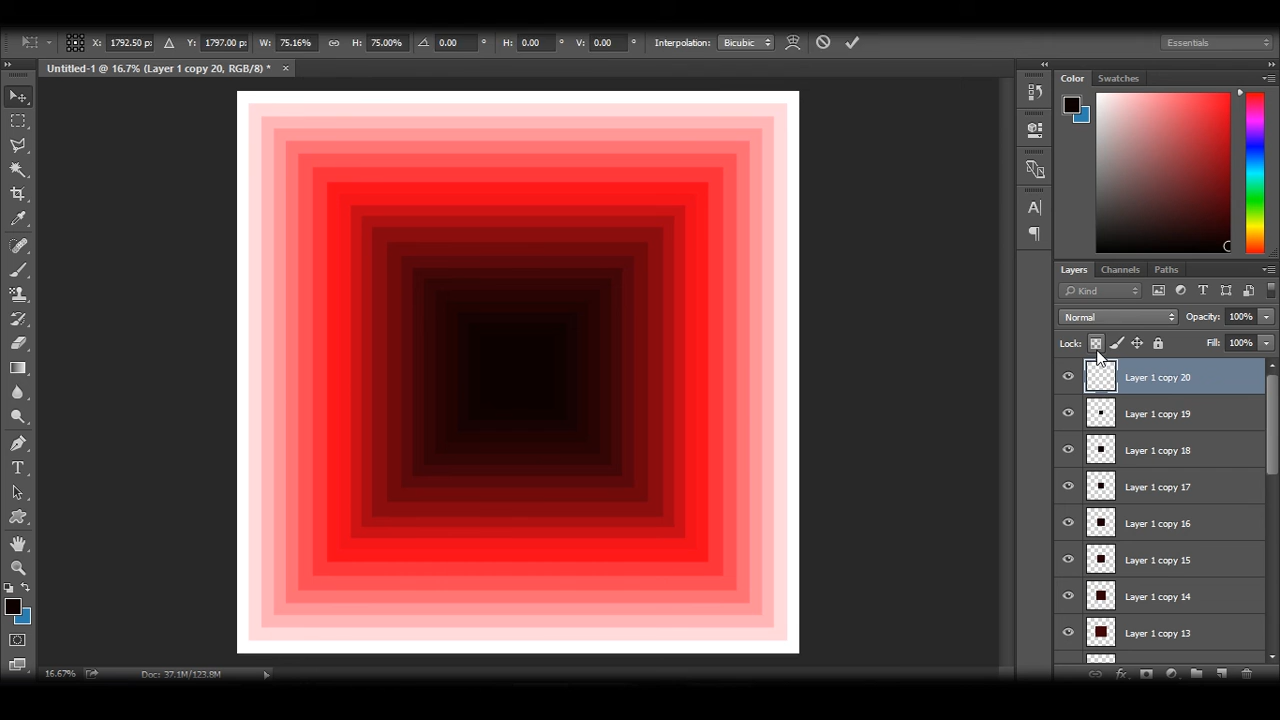 X: 1792.50 p: Y: 1797.00 p: W: 75.16% H: 75.00% 0.00 ° H: 0.00 ° V: 0.00 ° Interpolation: Bicubic Essentials
Untitled-1 @ 16.7% (Layer 1 copy 20, RGB/8) * ×
Color Swatches
Layers Channels Paths
Kind
Normal Opacity: 100%
Lock: Fill: 100%
Layer 1 copy 20
Layer 1 copy 19
Layer 1 copy 18
Layer 1 copy 17
Layer 1 copy 16
Layer 1 copy 15
Layer 1 copy 14
Layer 1 copy 13
16.67% Doc: 37.1M/123.8M